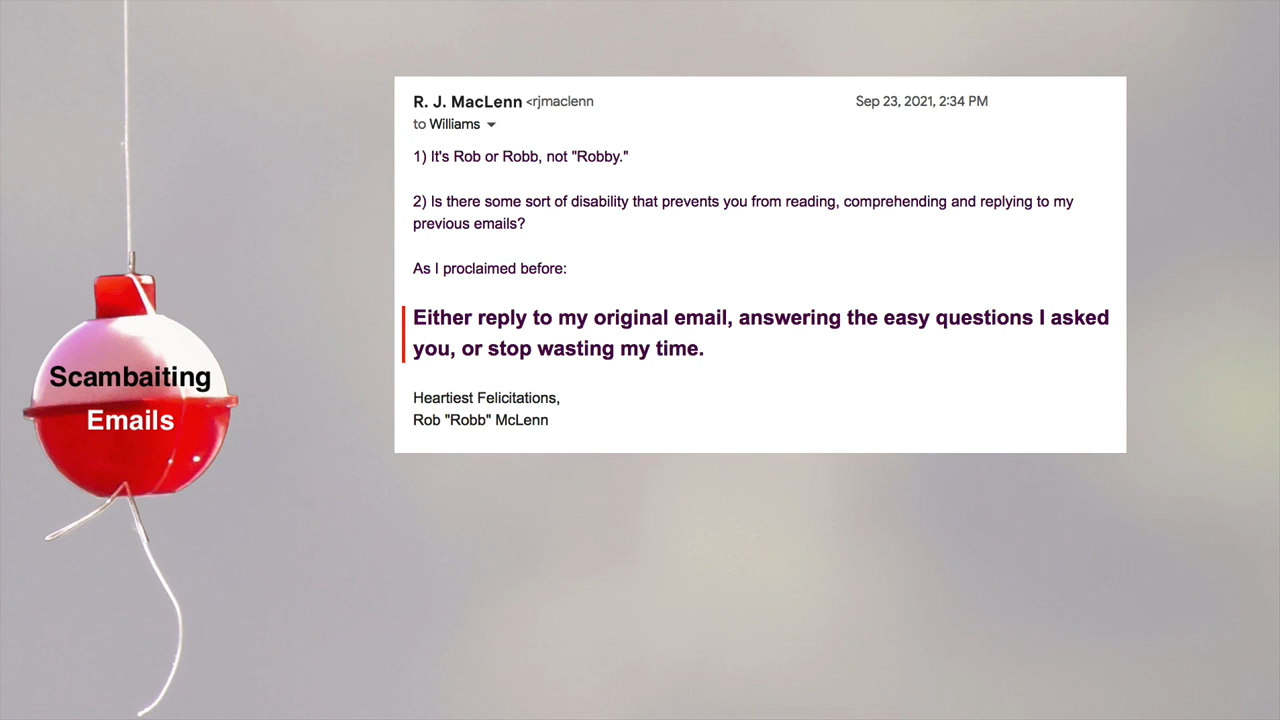 Scambaiting
Emails
R. J. MacLenn <rjmaclenn
Sep 23, 2021, 2:34 PM
to Williams
1) It's Rob or Robb, not "Robby."
2) Is there some sort of disability that prevents you from reading, comprehending and replying to my
previous emails?
As I proclaimed before:
Either reply to my original email, answering the easy questions I asked
you, or stop wasting my time.
Heartiest Felicitations,
Rob "Robb" McLenn